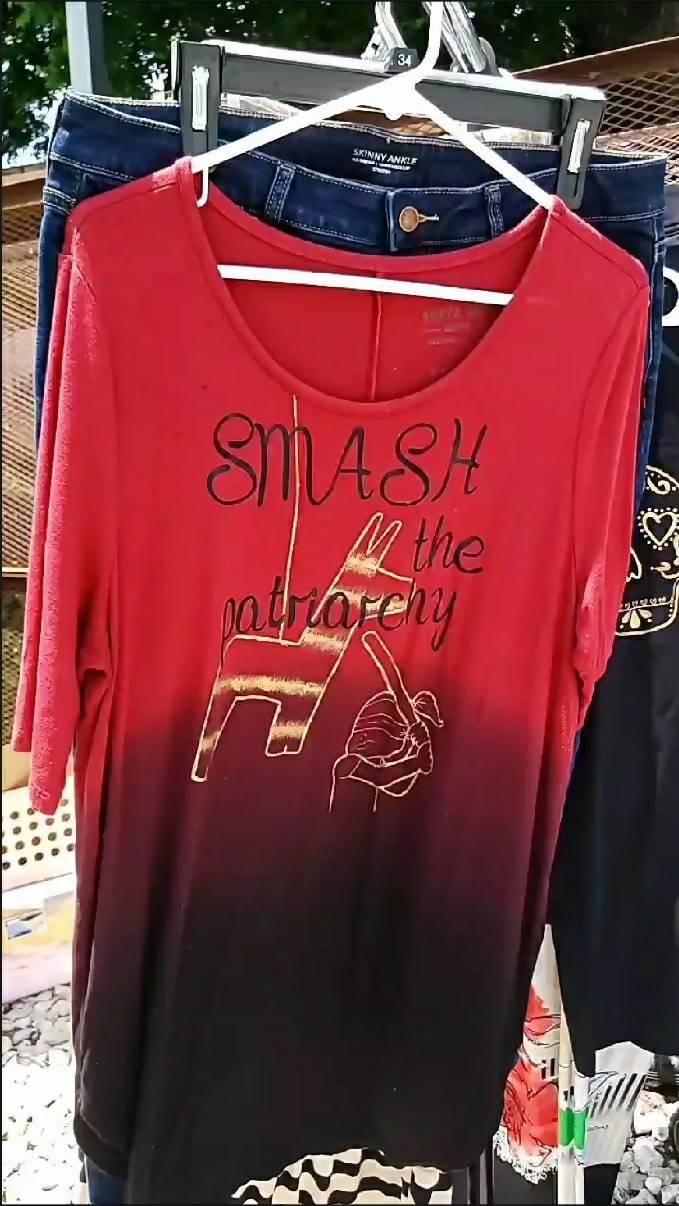 34
SKINNY ANKLE
SMASH
the
patriarchy